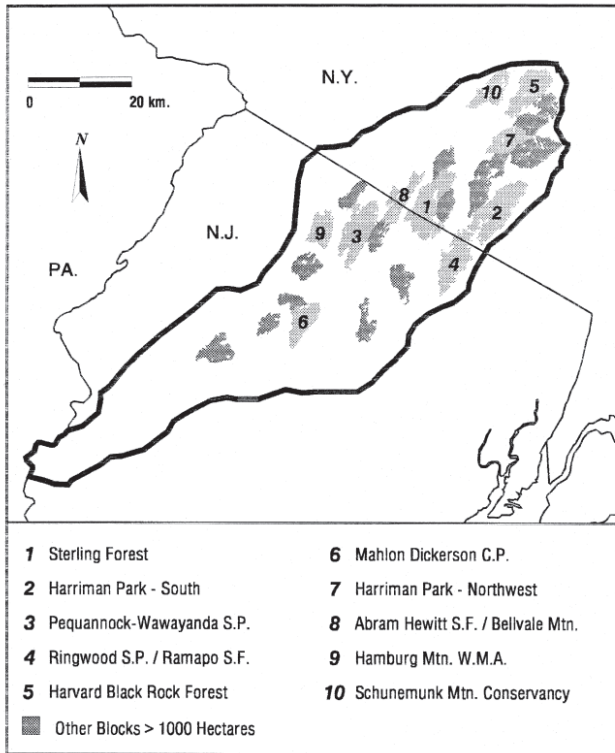 N.Y.
0 20 km.
N
N.J.
PA.
10
5
7
8
1
2
9
3
4
6
1 Sterling Forest
2 Harriman Park - South
3 Pequannock-Wawayanda S.P.
4 Ringwood S.P. / Ramapo S.F.
5 Harvard Black Rock Forest
Other Blocks > 1000 Hectares
6 Mahlon Dickerson C.P.
7 Harriman Park - Northwest
8 Abram Hewitt S.F. / Bellvale Mtn.
9 Hamburg Mtn. W.M.A.
10 Schunemunk Mtn. Conservancy